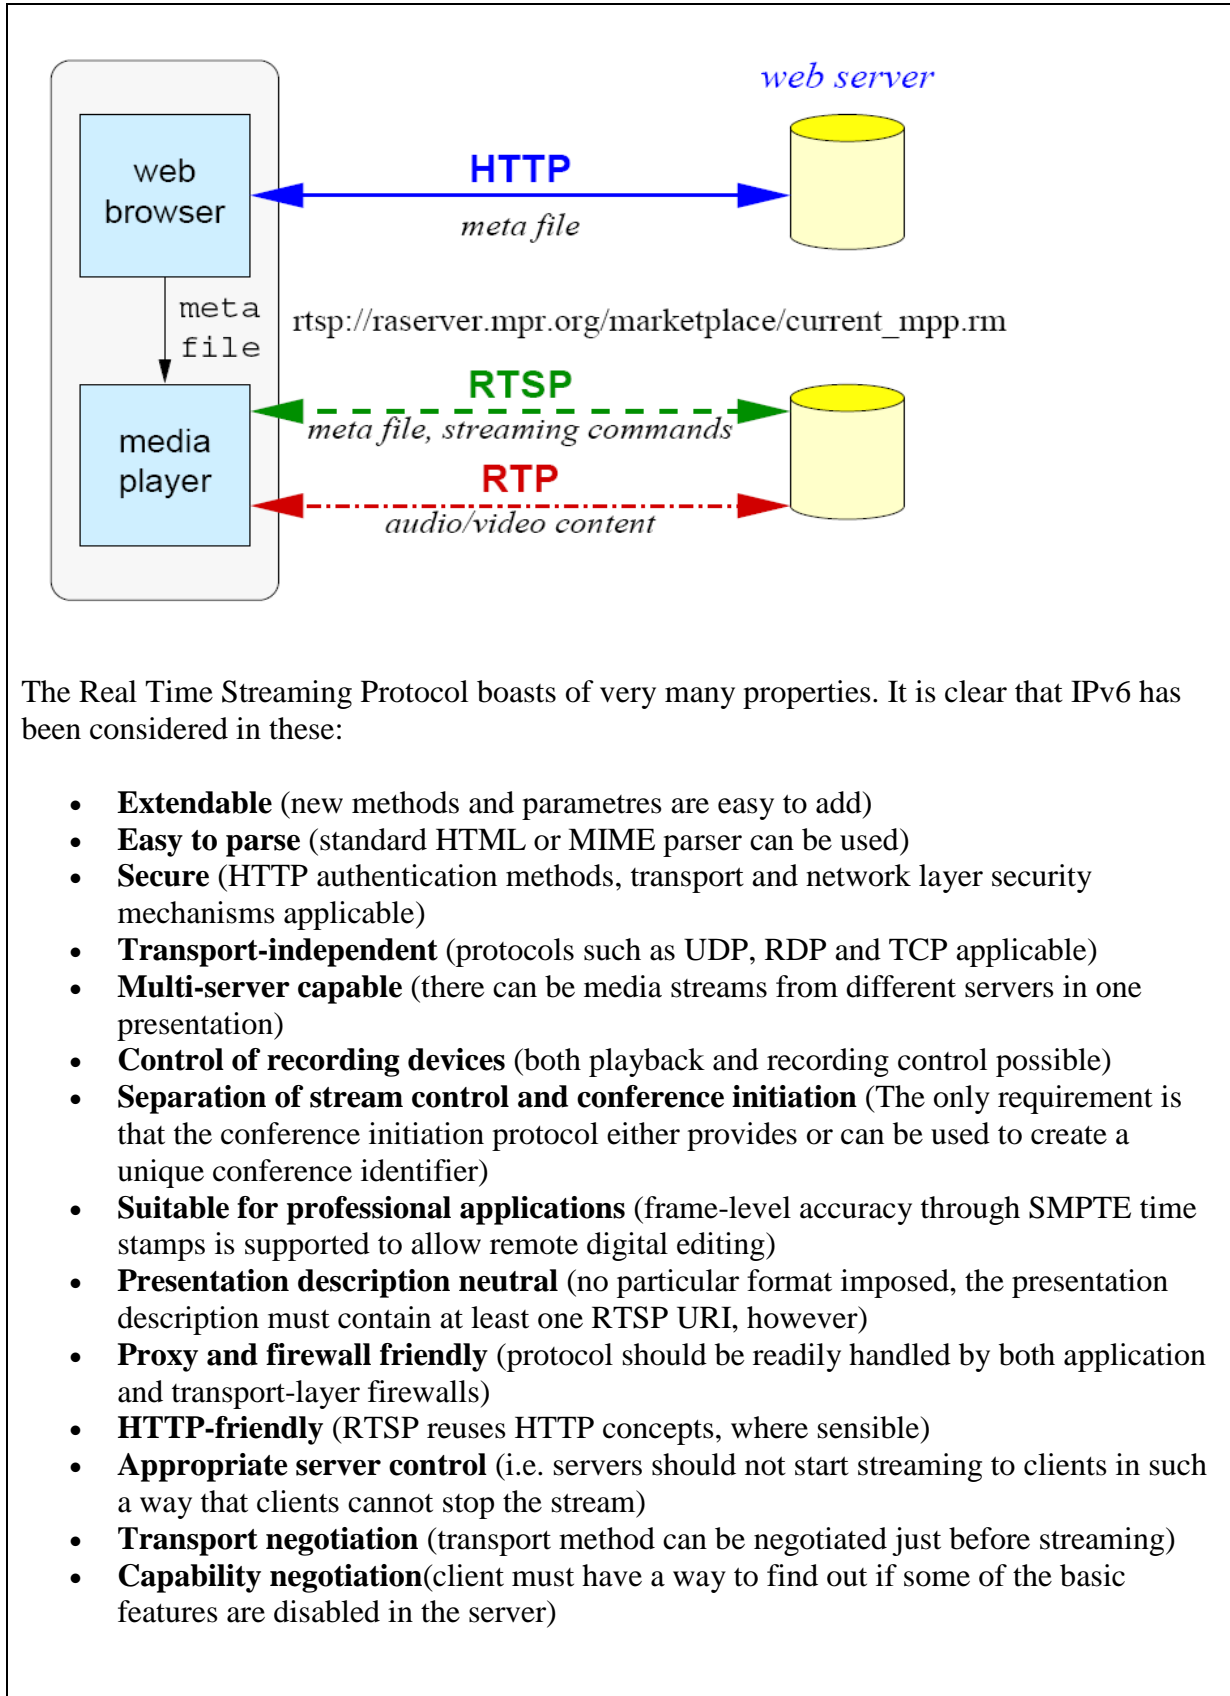 web server
web
browser
HTTP
meta file
meta
file
rtsp://raserver.mpr.org/marketplace/current_mpp.rm
media
player
RTSP
meta file, streaming commands
RTP
audio/video content
The Real Time Streaming Protocol boasts of very many properties. It is clear that IPv6 has
been considered in these:
• Extendable (new methods and parametres are easy to add)
• Easy to parse (standard HTML or MIME parser can be used)
• Secure (HTTP authentication methods, transport and network layer security
mechanisms applicable)
• Transport-independent (protocols such as UDP, RDP and TCP applicable)
• Multi-server capable (there can be media streams from different servers in one
presentation)
• Control of recording devices (both playback and recording control possible)
• Separation of stream control and conference initiation (The only requirement is
that the conference initiation protocol either provides or can be used to create a
unique conference identifier)
• Suitable for professional applications (frame-level accuracy through SMPTE time
stamps is supported to allow remote digital editing)
• Presentation description neutral (no particular format imposed, the presentation
description must contain at least one RTSP URI, however)
• Proxy and firewall friendly (protocol should be readily handled by both application
and transport-layer firewalls)
• HTTP-friendly (RTSP reuses HTTP concepts, where sensible)
• Appropriate server control (i.e. servers should not start streaming to clients in such
a way that clients cannot stop the stream)
• Transport negotiation (transport method can be negotiated just before streaming)
• Capability negotiation(client must have a way to find out if some of the basic
features are disabled in the server)